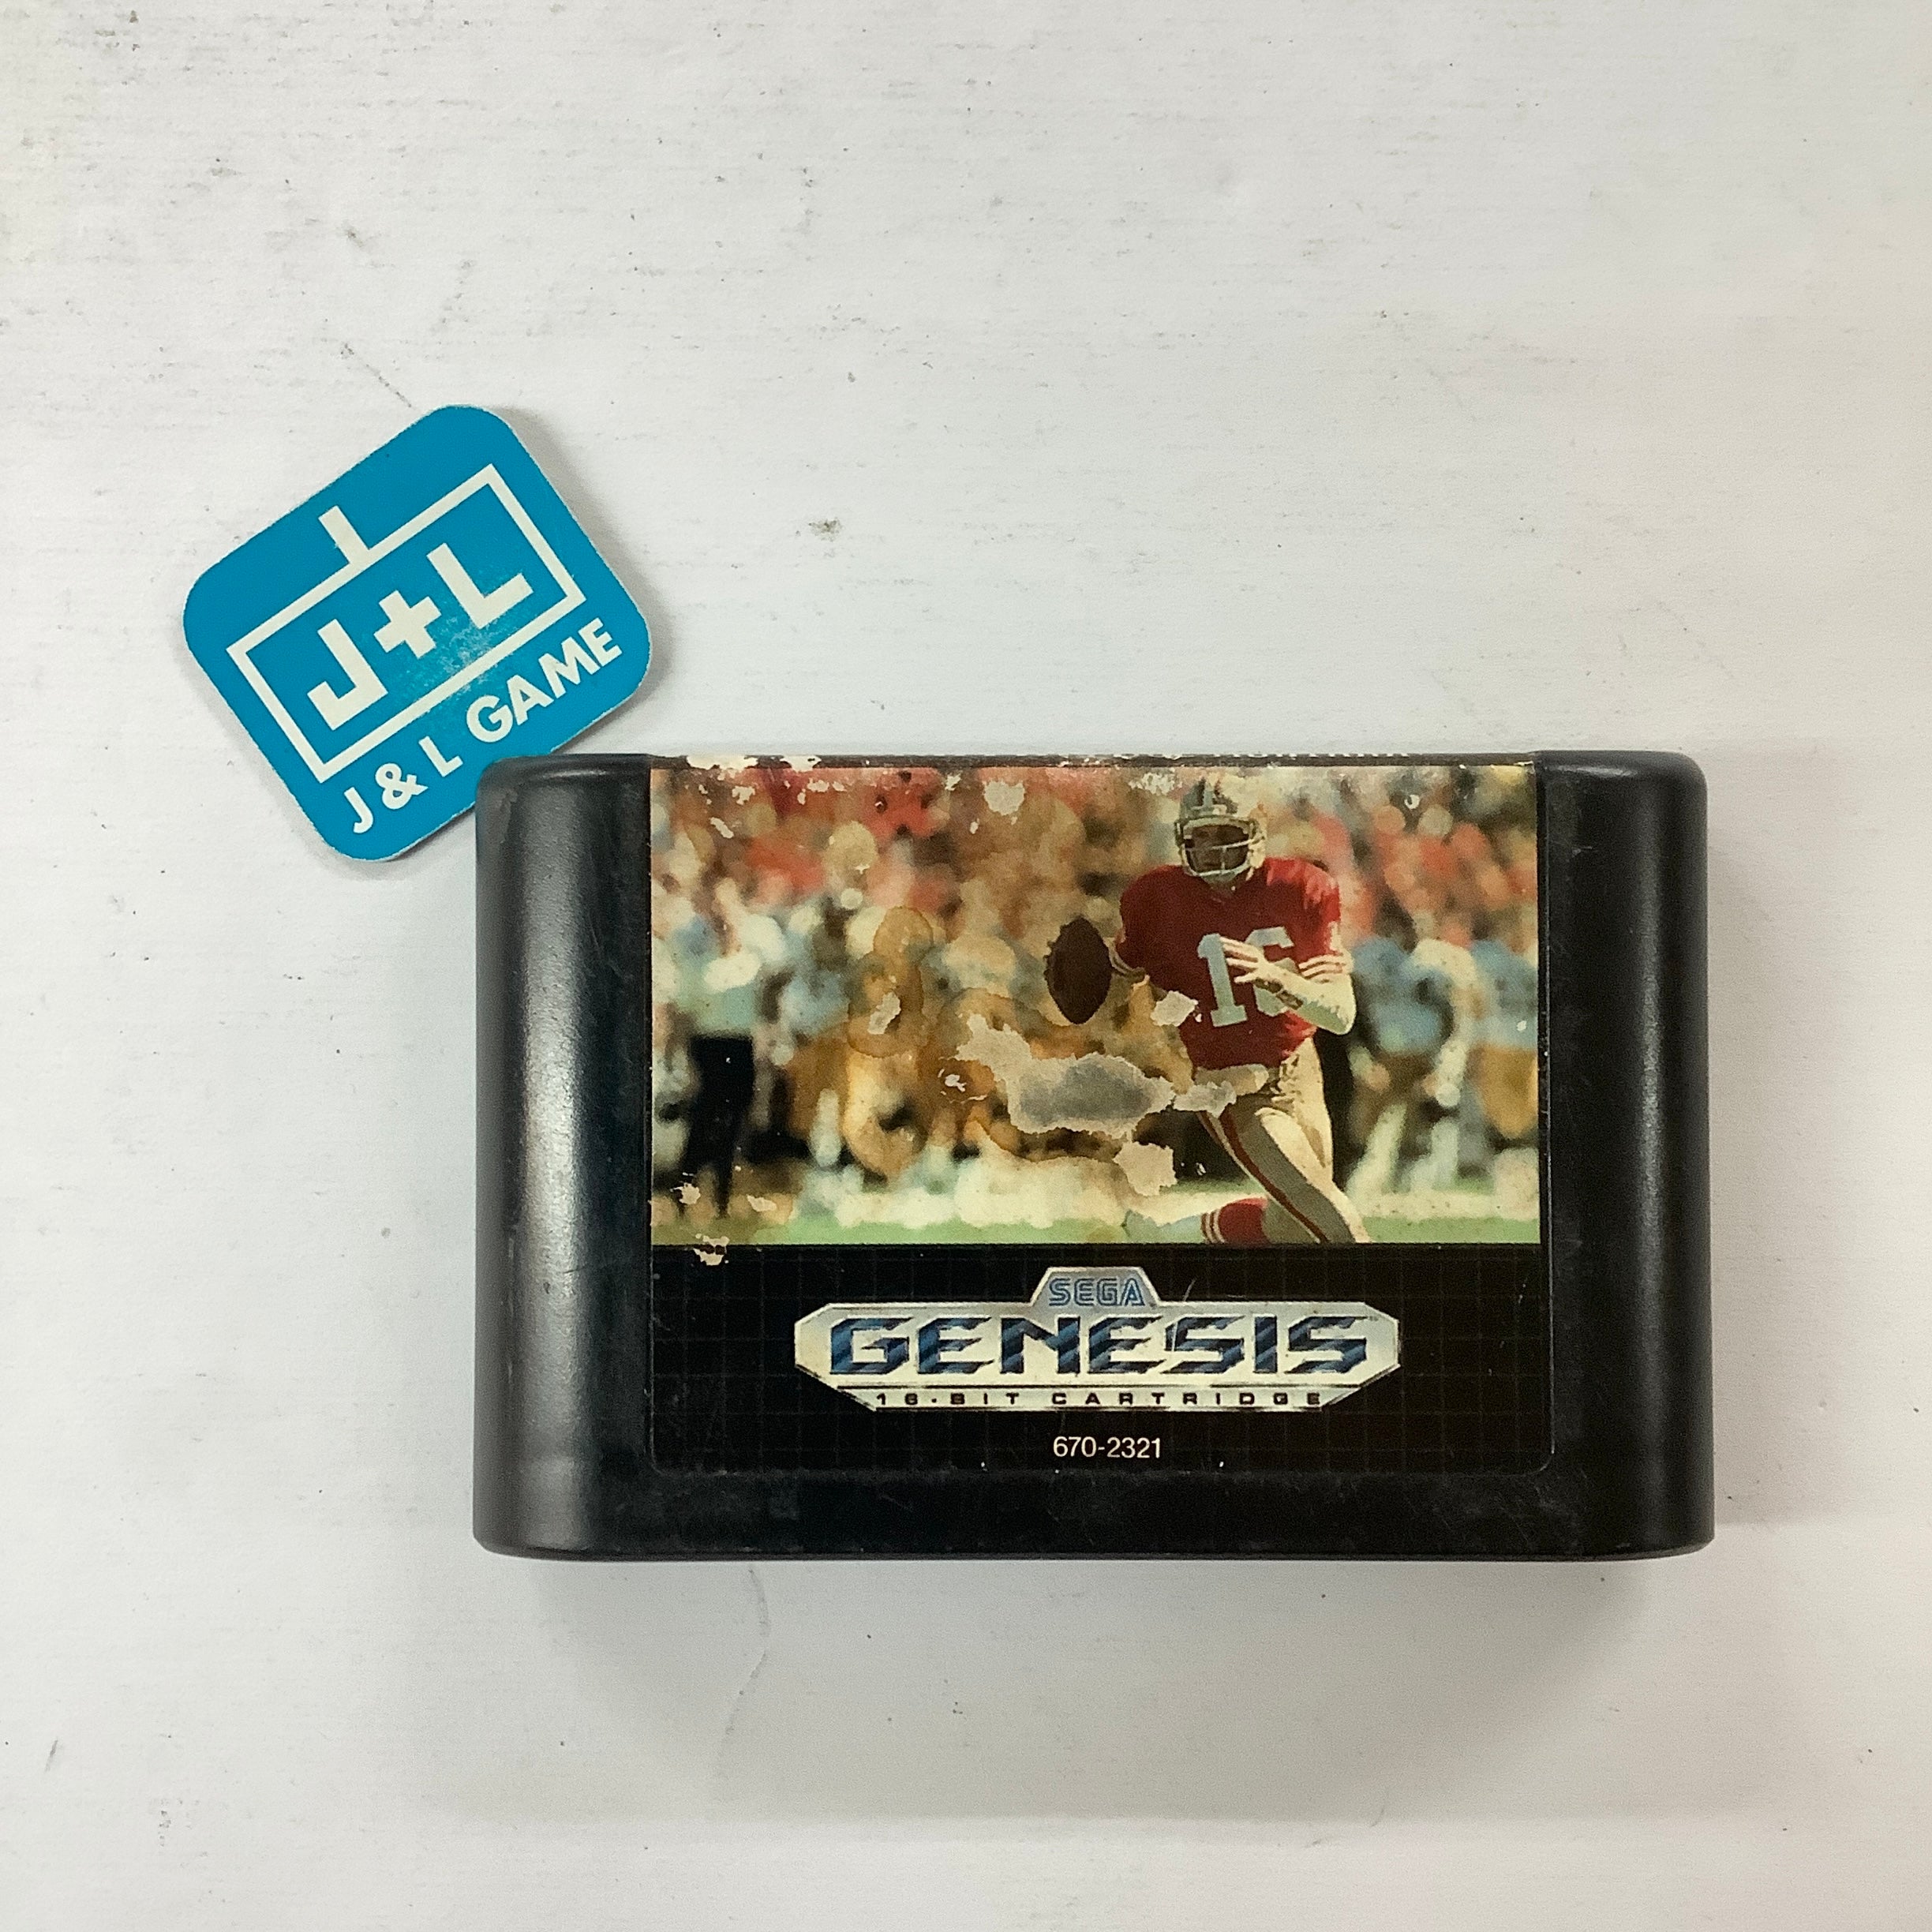 J+L
J & L GAME
16
SEGA
GENESIS
16-BIT CARTRIDGE
670-2321